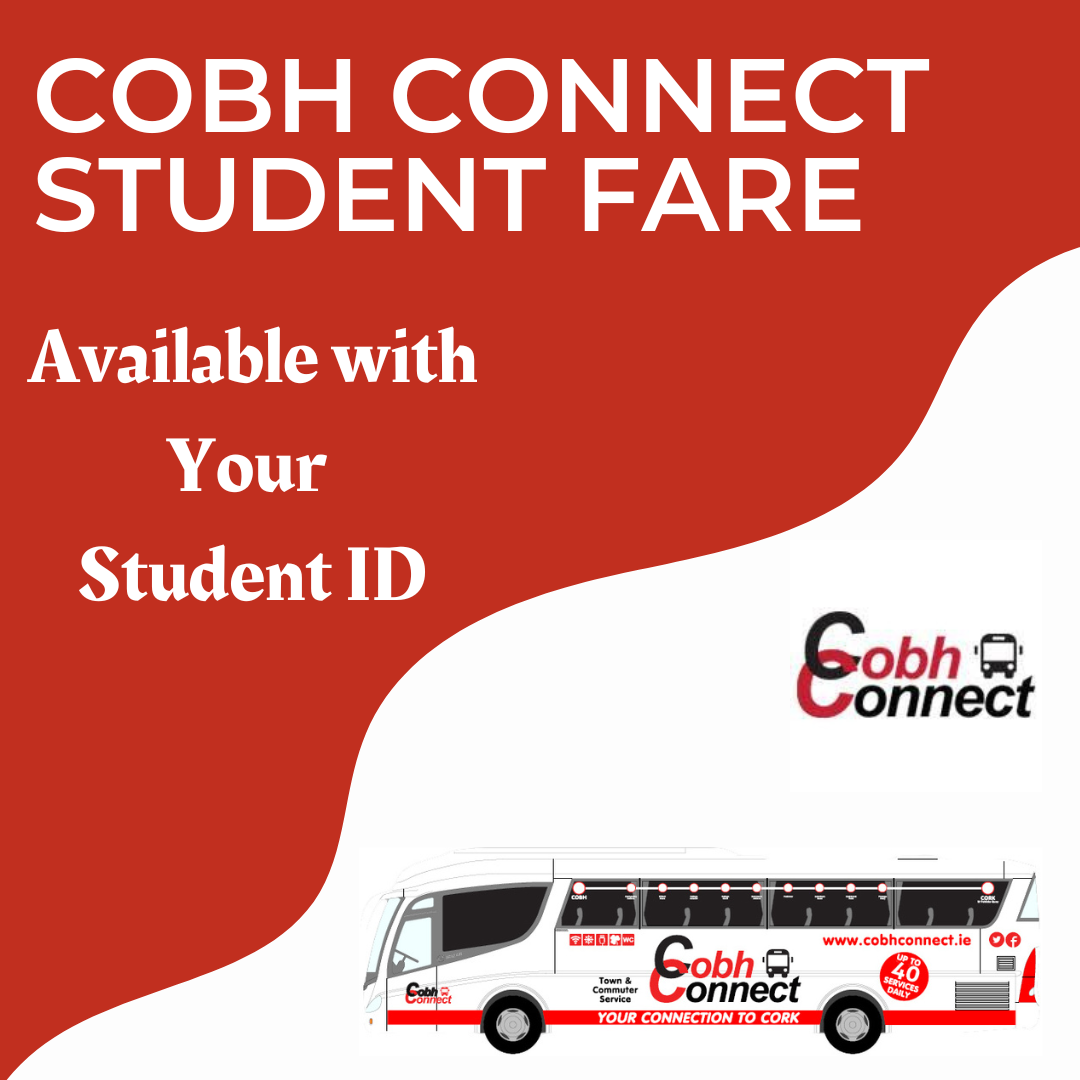 COBH CONNECT
STUDENT FARE
Available with
Your
Student ID
Cobh
Connect
COBH
CORK
www.cobhconnect.ie
WC
UP TO
40
SERVICES
DAILY
Cobh
Connect
Town &
Commuter
Service
Cobh
Connect
YOUR CONNECTION TO CORK